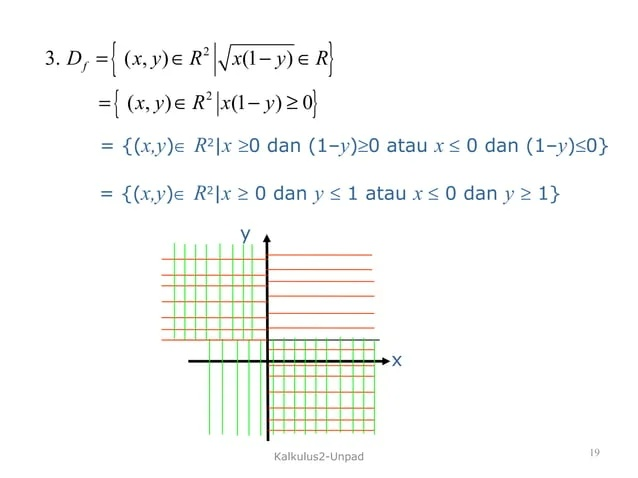 3. D_f = { (x, y) ∈ R² | √x(1 − y) ∈ R }
= { (x, y) ∈ R² | x(1 − y) ≥ 0 }
= {(x,y)∈ R²|x ≥0 dan (1–y)≥0 atau x ≤ 0 dan (1–y)≤0}
= {(x,y)∈ R²|x ≥ 0 dan y ≤ 1 atau x ≤ 0 dan y ≥ 1}
y
x
Kalkulus2-Unpad
19